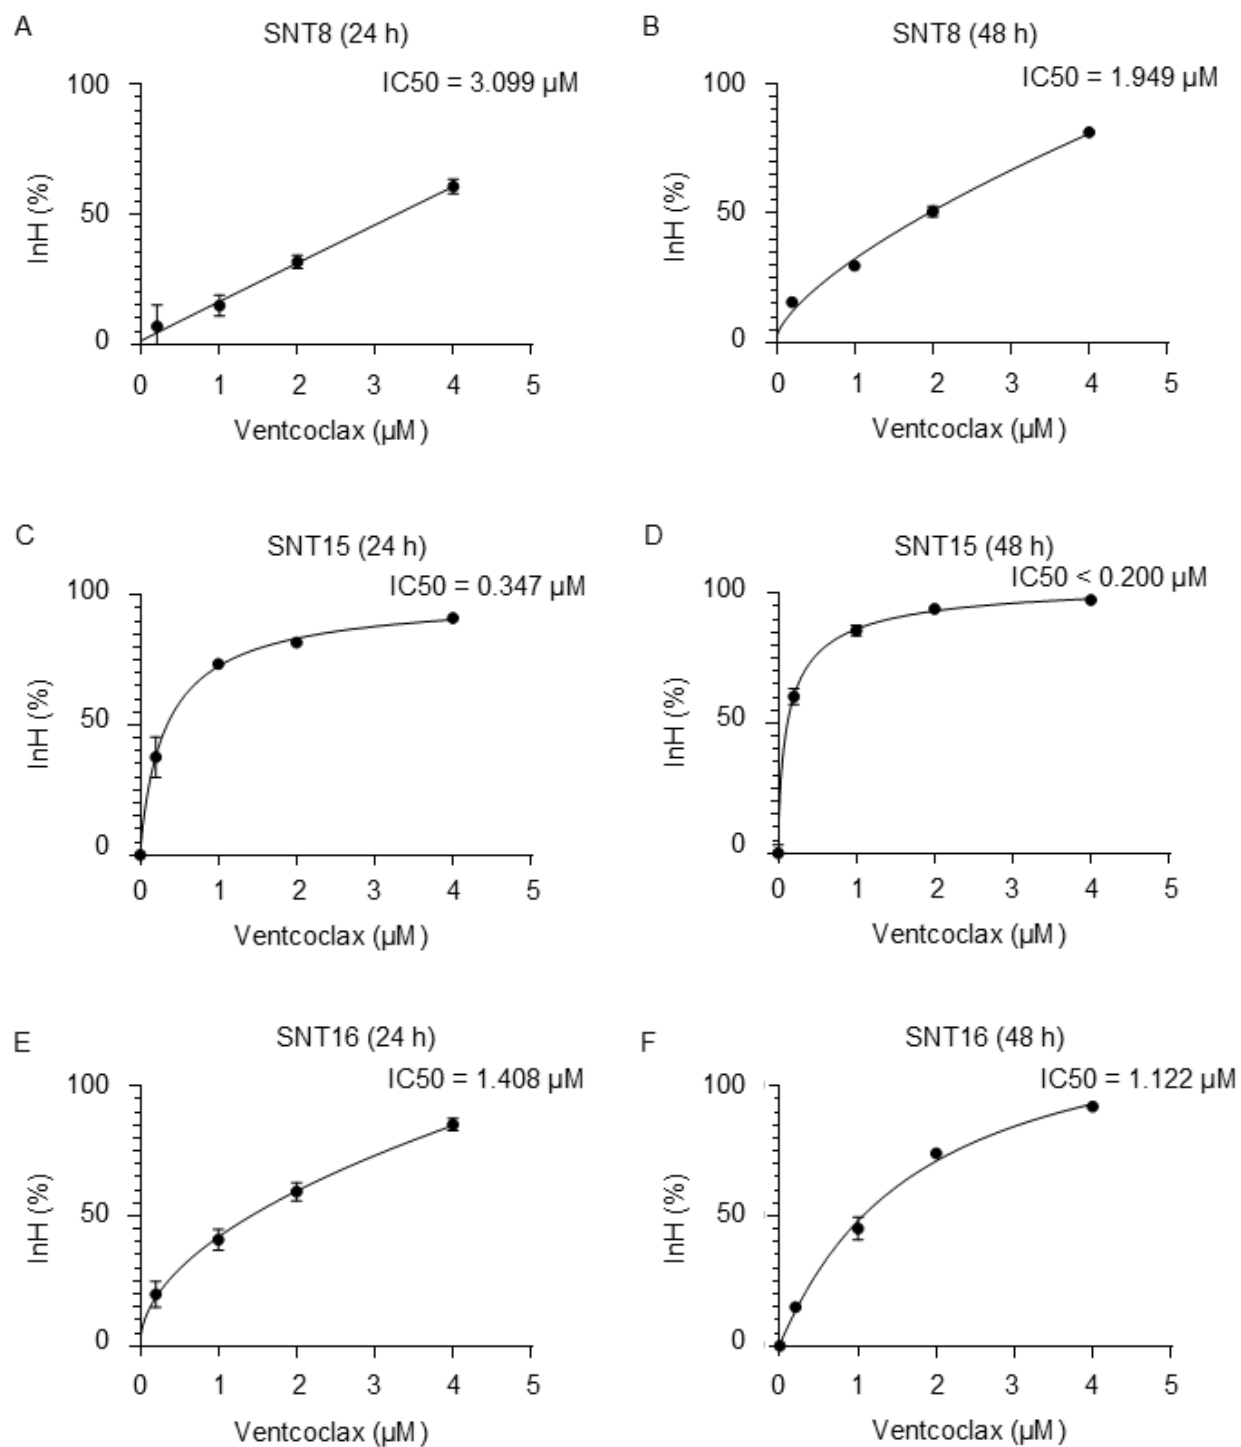 A
SNT8 (24 h)
IC50 = 3.099 µM
100
50
0
InH (%)
0 1 2 3 4 5
Ventcoclax (µM)
B
SNT8 (48 h)
IC50 = 1.949 µM
100
50
0
InH (%)
0 1 2 3 4 5
Ventcoclax (µM)
C
SNT15 (24 h)
IC50 = 0.347 µM
100
50
0
InH (%)
0 1 2 3 4 5
Ventcoclax (µM)
D
SNT15 (48 h)
IC50 < 0.200 µM
100
50
0
InH (%)
0 1 2 3 4 5
Ventcoclax (µM)
E
SNT16 (24 h)
IC50 = 1.408 µM
100
50
0
InH (%)
0 1 2 3 4 5
Ventcoclax (µM)
F
SNT16 (48 h)
IC50 = 1.122 µM
100
50
0
InH (%)
0 1 2 3 4 5
Ventcoclax (µM)